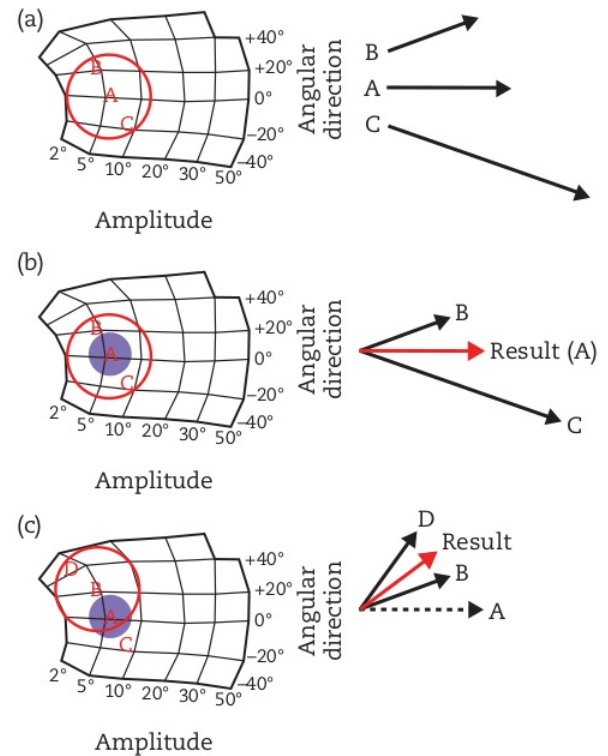 (a)
B
A
C
+40°
+20°
0°
−20°
−40°
2°
5°
10°
20°
30°
50°
Amplitude
Angular
direction
B
A
C
(b)
B
A
C
+40°
+20°
0°
−20°
−40°
2°
5°
10°
20°
30°
50°
Amplitude
Angular
direction
B
Result (A)
C
(c)
D
B
A
C
+40°
+20°
0°
−20°
−40°
2°
5°
10°
20°
30°
50°
Amplitude
Angular
direction
D
Result
B
A